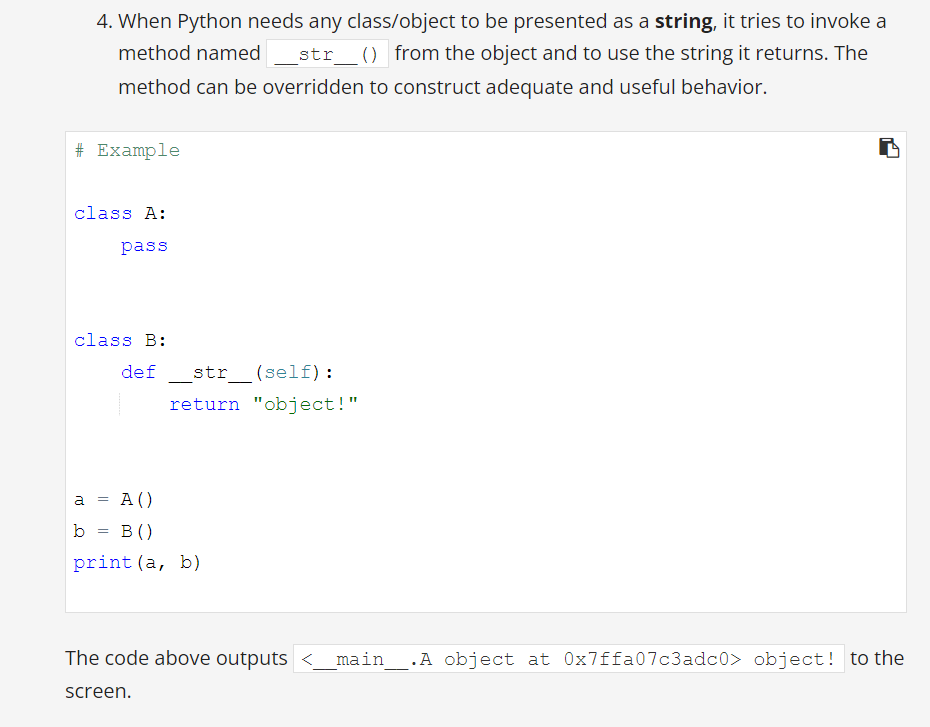 4. When Python needs any class/object to be presented as a string, it tries to invoke a
method named __str__() from the object and to use the string it returns. The
method can be overridden to construct adequate and useful behavior.
# Example
class A:
    pass
class B:
    def __str__(self):
        return "object!"
a = A()
b = B()
print(a, b)
The code above outputs <__main__.A object at 0x7ffa07c3adc0> object! to the
screen.